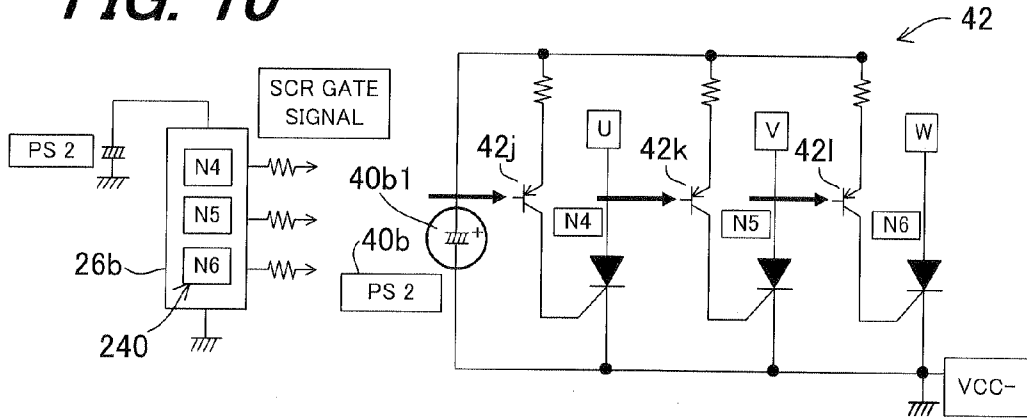 FIG. 10
42
SCR GATE
SIGNAL
PS 2
N4
N5
N6
26b
240
40b1
40b
PS 2
42j
U
N4
42k
V
N5
42l
W
N6
VCC-